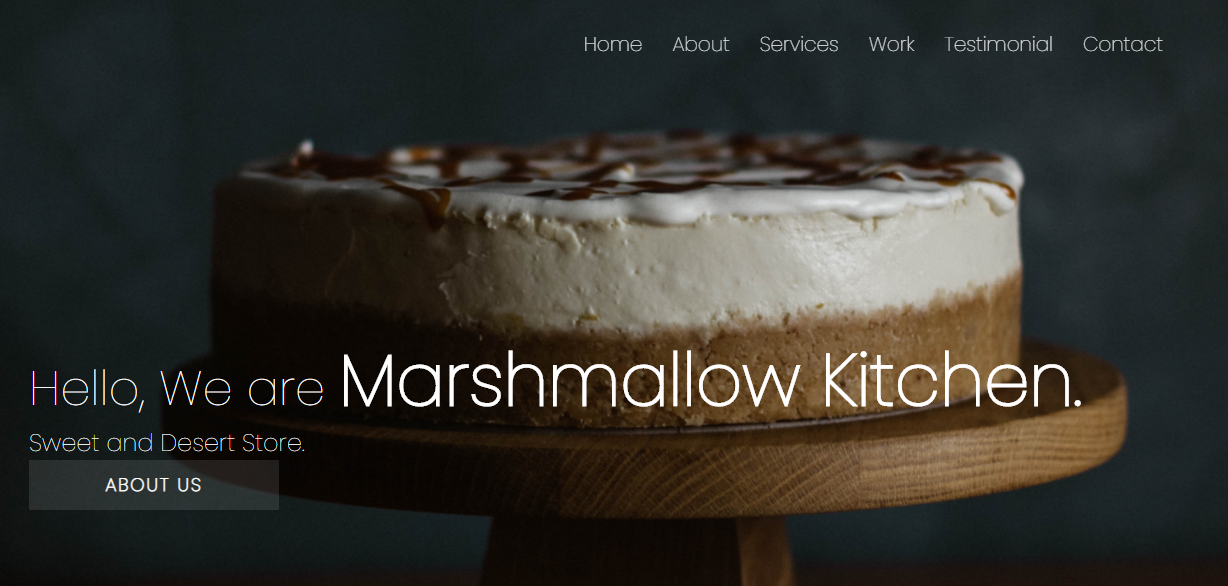 Home About Services Work Testimonial Contact
Hello, We are Marshmallow Kitchen.
Sweet and Desert Store.
ABOUT US